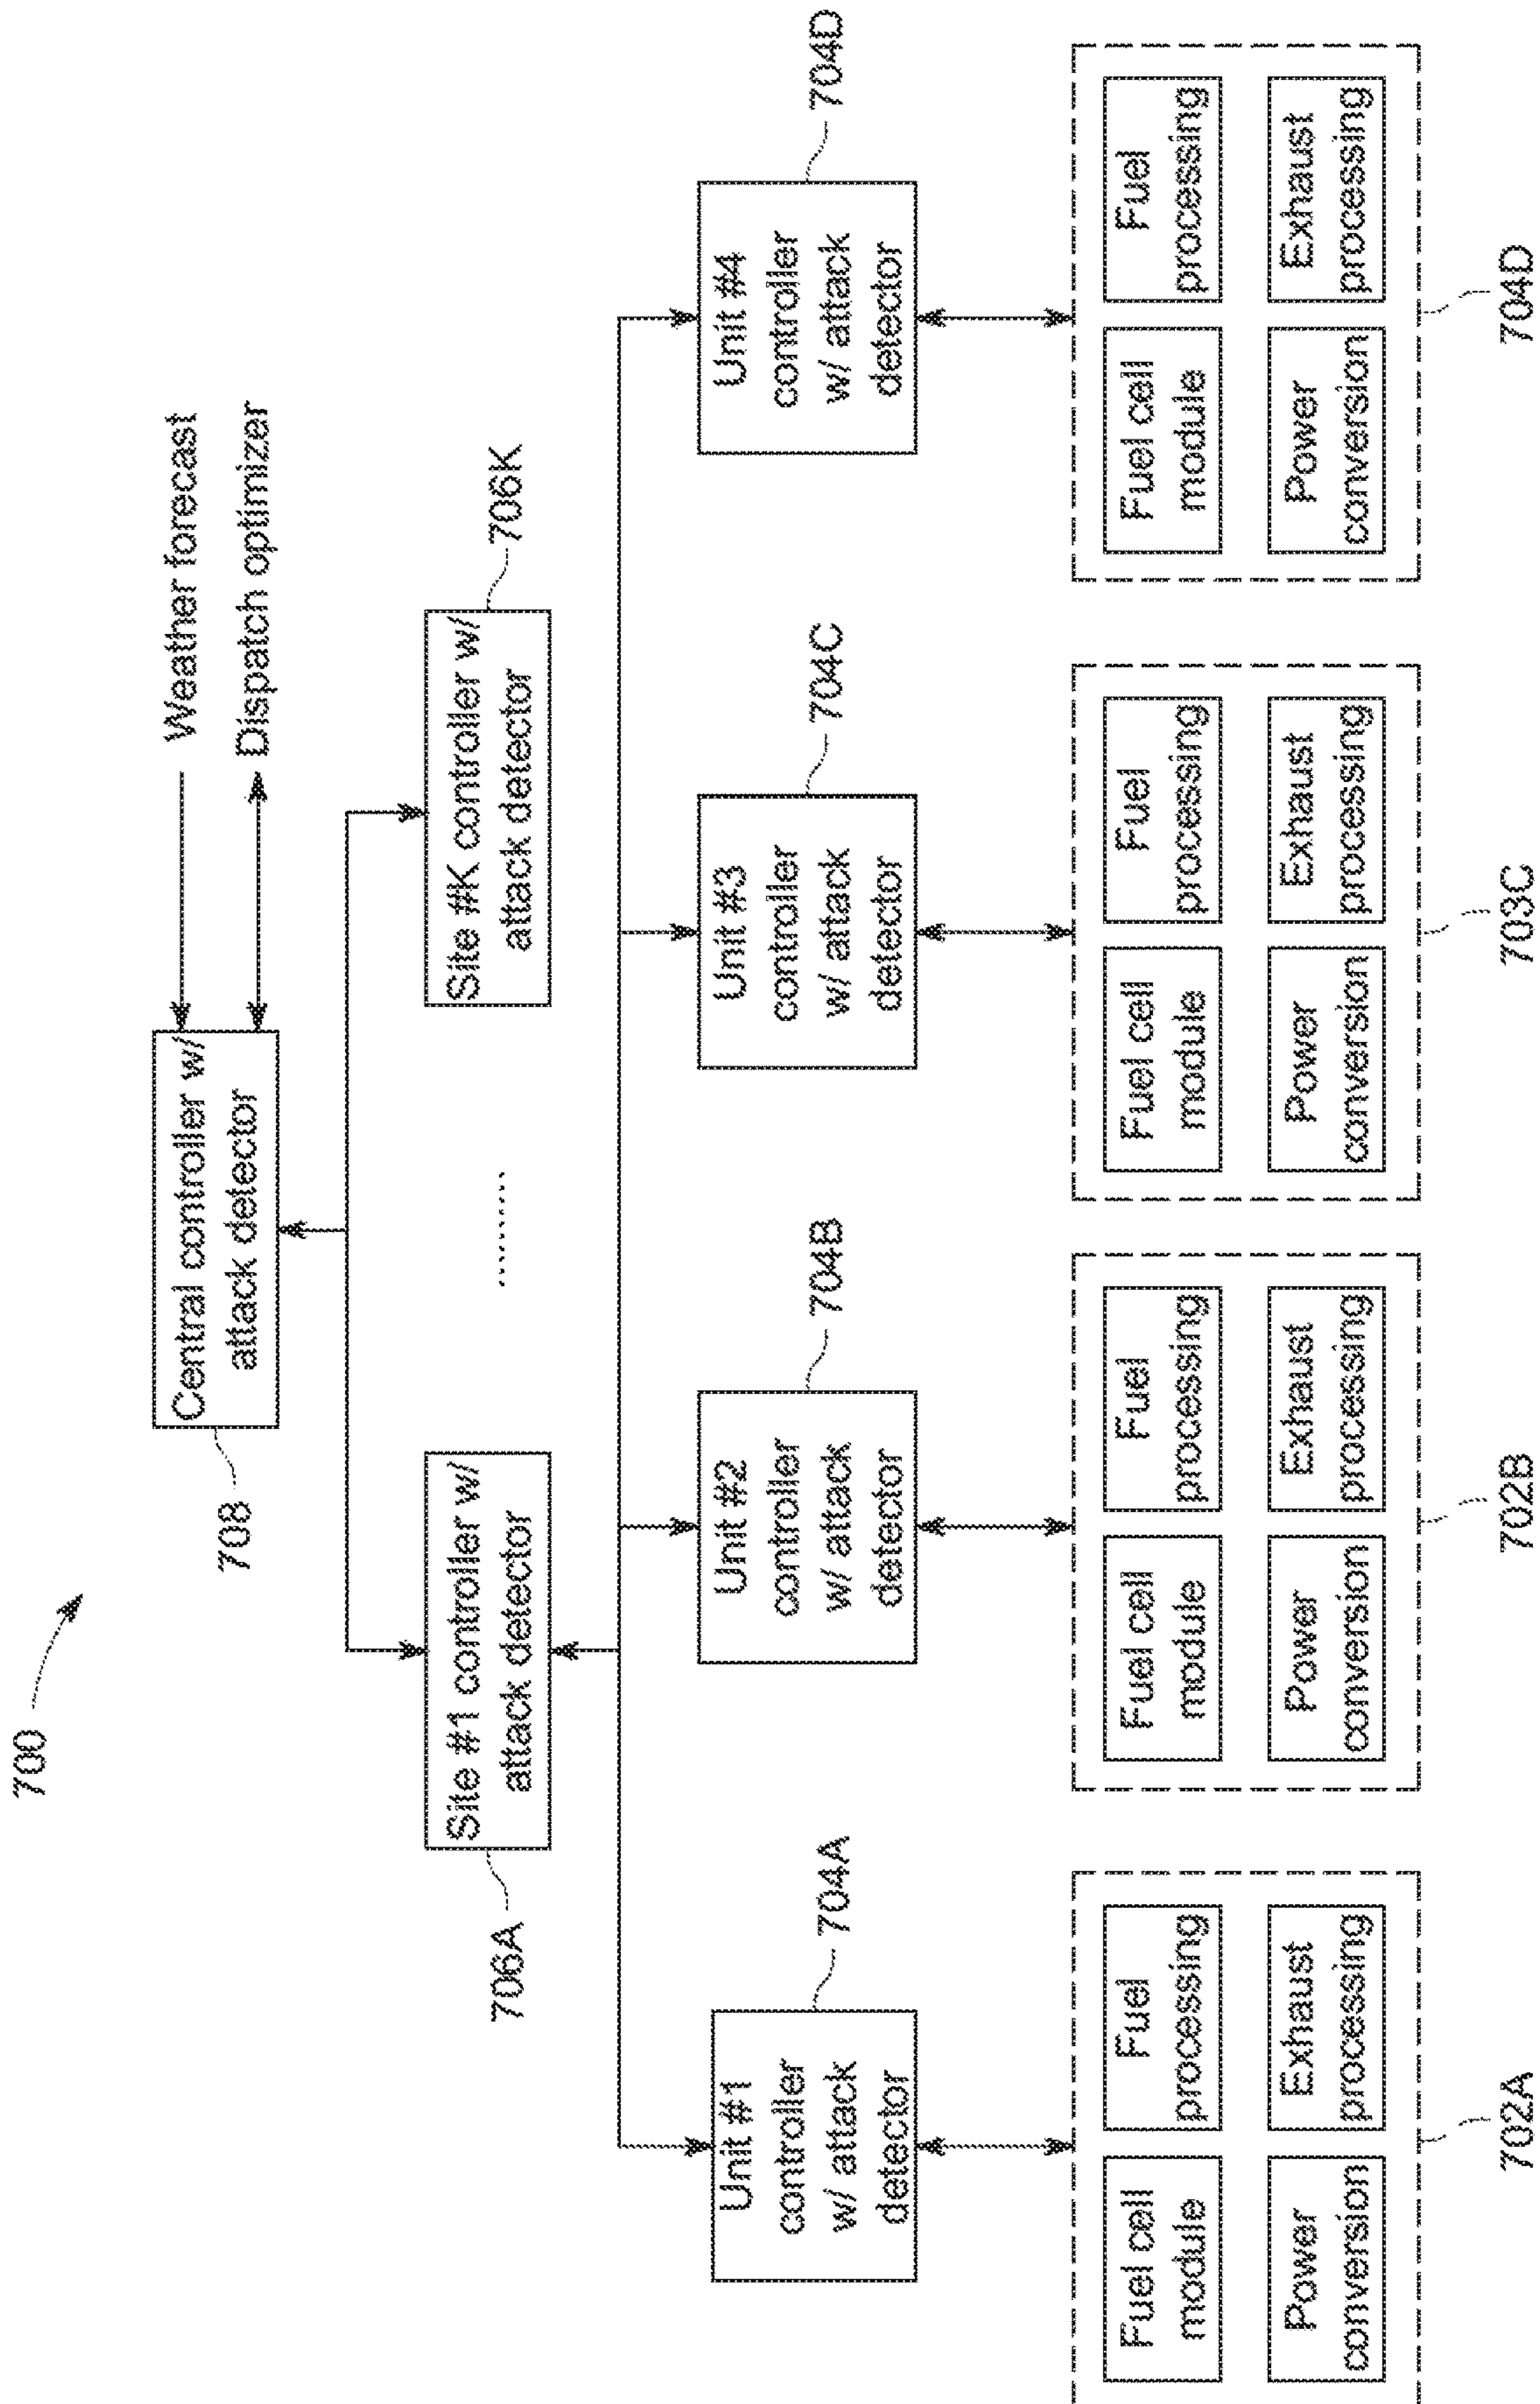 700
Weather forecast
Dispatch optimizer
Central controller w/
attack detector
708
Site #1 controller w/
attack detector
706A
........
Site #K controller w/
attack detector
706K
Unit #1
controller
w/ attack
detector
704A
Unit #2
controller
w/ attack
detector
704B
Unit #3
controller
w/ attack
detector
704C
Unit #4
controller
w/ attack
detector
704D
Fuel cell
module
Fuel
processing
Power
conversion
Exhaust
processing
702A
Fuel cell
module
Fuel
processing
Power
conversion
Exhaust
processing
702B
Fuel cell
module
Fuel
processing
Power
conversion
Exhaust
processing
703C
Fuel cell
module
Fuel
processing
Power
conversion
Exhaust
processing
704D